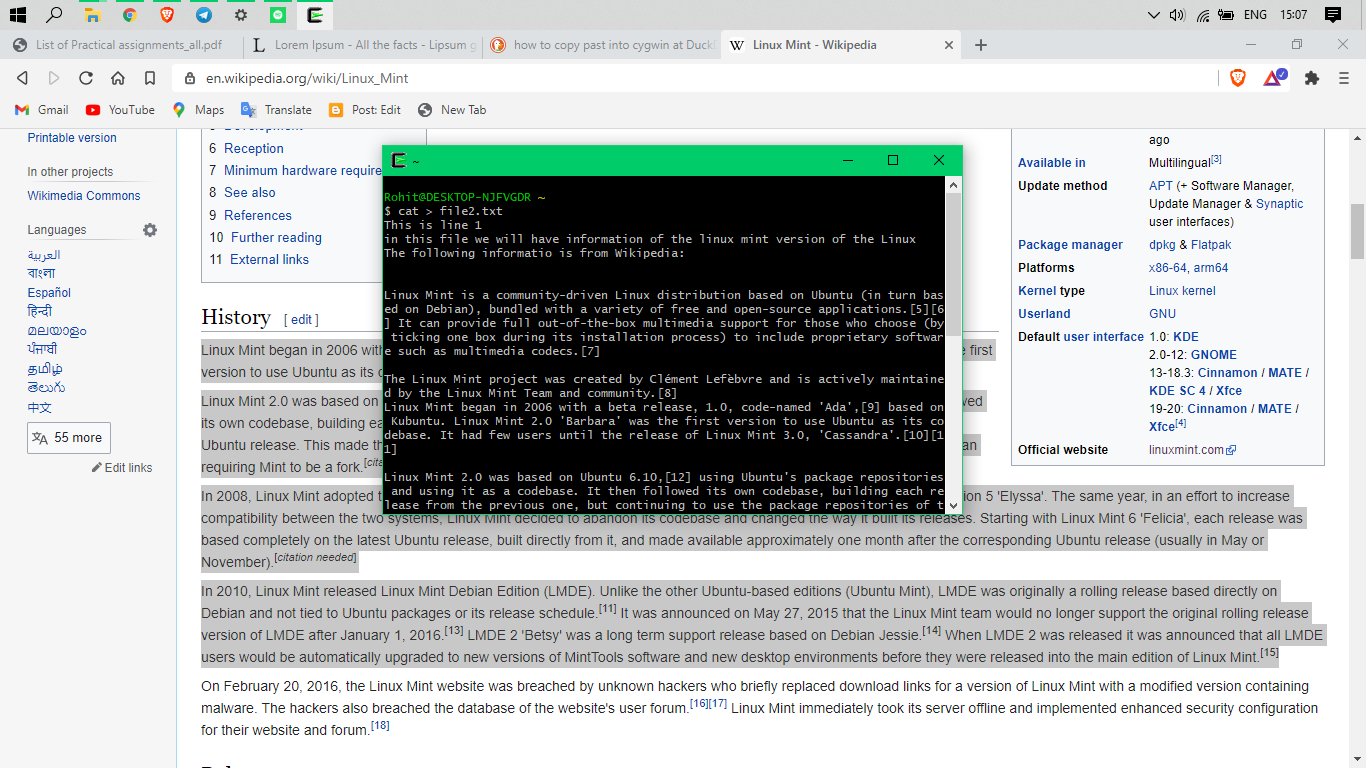 ENG 15:07
List of Practical assignments_all.pdf
Lorem Ipsum - All the facts - Lipsum g
how to copy past into cygwin at Duck
Linux Mint - Wikipedia
en.wikipedia.org/wiki/Linux_Mint
Gmail YouTube Maps Translate Post: Edit New Tab
Printable version
In other projects
Wikimedia Commons
Languages
العربية
বাংলা
Español
हिन्दी
മലയാളം
ਪੰਜਾਬੀ
தமிழ்
తెలుగు
中文
55 more
Edit links
6 Reception
7 Minimum hardware require
8 See also
9 References
10 Further reading
11 External links
~
Rohit@DESKTOP-NJFVGDR ~
$ cat > file2.txt
This is line 1
in this file we will have information of the linux mint version of the Linux
The following informatio is from Wikipedia:
Linux Mint is a community-driven Linux distribution based on Ubuntu (in turn bas
ed on Debian), bundled with a variety of free and open-source applications.[5][6
] It can provide full out-of-the-box multimedia support for those who choose (by
ticking one box during its installation process) to include proprietary softwar
e such as multimedia codecs.[7]
The Linux Mint project was created by Clément Lefèbvre and is actively maintaine
d by the Linux Mint Team and community.[8]
Linux Mint began in 2006 with a beta release, 1.0, code-named 'Ada',[9] based on
Kubuntu. Linux Mint 2.0 'Barbara' was the first version to use Ubuntu as its co
debase. It had few users until the release of Linux Mint 3.0, 'Cassandra'.[10][1
1]
Linux Mint 2.0 was based on Ubuntu 6.10,[12] using Ubuntu's package repositories
and using it as a codebase. It then followed its own codebase, building each re
lease from the previous one, but continuing to use the package repositories of t
ago
Available in Multilingual[3]
Update method APT (+ Software Manager,
Update Manager & Synaptic
user interfaces)
Package manager dpkg & Flatpak
Platforms x86-64, arm64
Kernel type Linux kernel
Userland GNU
Default user interface 1.0: KDE
2.0-12: GNOME
13-18.3: Cinnamon / MATE /
KDE SC 4 / Xfce
19-20: Cinnamon / MATE /
Xfce[4]
Official website linuxmint.com
History [ edit ]
Linux Mint began in 2006 with first
version to use Ubuntu as its
Linux Mint 2.0 was based on
its own codebase, building
Ubuntu release. This made an
requiring Mint to be a fork.
In 2008, Linux Mint adopted 5 'Elyssa'. The same year, in an effort to increase
compatibility between the two systems, Linux Mint decided to abandon its codebase and changed the way it built its releases. Starting with Linux Mint 6 'Felicia', each release was
based completely on the latest Ubuntu release, built directly from it, and made available approximately one month after the corresponding Ubuntu release (usually in May or
November).[citation needed]
In 2010, Linux Mint released Linux Mint Debian Edition (LMDE). Unlike the other Ubuntu-based editions (Ubuntu Mint), LMDE was originally a rolling release based directly on
Debian and not tied to Ubuntu packages or its release schedule.[11] It was announced on May 27, 2015 that the Linux Mint team would no longer support the original rolling release
version of LMDE after January 1, 2016.[13] LMDE 2 'Betsy' was a long term support release based on Debian Jessie.[14] When LMDE 2 was released it was announced that all LMDE
users would be automatically upgraded to new versions of MintTools software and new desktop environments before they were released into the main edition of Linux Mint.[15]
On February 20, 2016, the Linux Mint website was breached by unknown hackers who briefly replaced download links for a version of Linux Mint with a modified version containing
malware. The hackers also breached the database of the website's user forum.[16][17] Linux Mint immediately took its server offline and implemented enhanced security configuration
for their website and forum.[18]